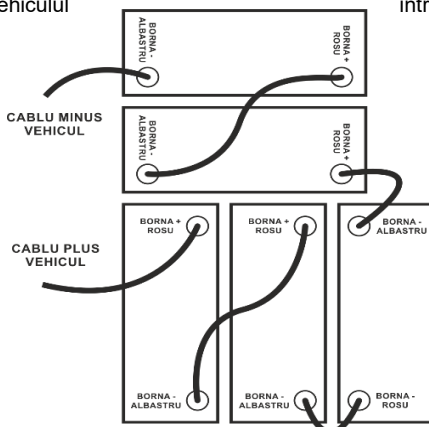 ehiculul
intr
BORNA -
ALBASTRU
BORNA +
ROSU
CABLU MINUS
VEHICUL
BORNA -
ALBASTRU
BORNA +
ROSU
BORNA +
ROSU
BORNA +
ROSU
BORNA -
ALBASTRU
CABLU PLUS
VEHICUL
BORNA -
ALBASTRU
BORNA -
ALBASTRU
BORNA -
ROSU